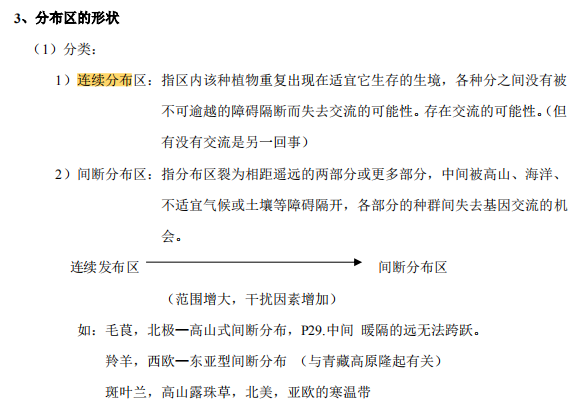 3、分布区的形状
（1）分类：
1）连续分布区：指区内该种植物重复出现在适宜它生存的生境，各种分之间没有被
不可逾越的障碍隔断而失去交流的可能性。存在交流的可能性。（但
有没有交流是另一回事）
2）间断分布区：指分布区裂为相距遥远的两部分或更多部分，中间被高山、海洋、
不适宜气候或土壤等障碍隔开，各部分的种群间失去基因交流的机
会。
连续发布区 间断分布区
（范围增大，干扰因素增加）
如：毛茛，北极—高山式间断分布，P29.中间 暖隔的远无法跨跃。
羚羊，西欧—东亚型间断分布 （与青藏高原隆起有关）
斑叶兰，高山露珠草，北美，亚欧的寒温带